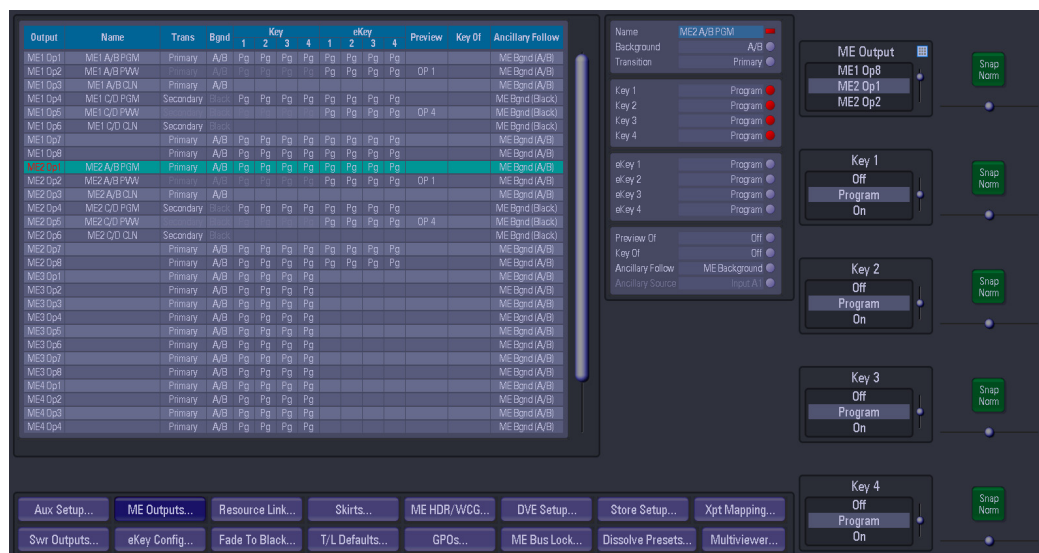 Output Name Trans Bgnd Key eKey Preview Key Of Ancillary Follow
1 2 3 4 1 2 3 4
ME1 Op1 ME1 A/B PGM Primary A/B Pg Pg Pg Pg Pg Pg Pg Pg ME Bgnd (A/B)
ME1 Op2 ME1 A/B PVW Primary A/B Pg Pg Pg Pg Pg Pg Pg Pg OP 1 ME Bgnd (A/B)
ME1 Op3 ME1 A/B CLN Primary A/B ME Bgnd (A/B)
ME1 Op4 ME1 C/D PGM Secondary Black Pg Pg Pg Pg Pg Pg Pg Pg ME Bgnd (Black)
ME1 Op5 ME1 C/D PVW Pg Pg Pg Pg OP 4 ME Bgnd (Black)
ME1 Op6 ME1 C/D CLN Secondary Black ME Bgnd (Black)
ME1 Op7 Primary A/B Pg Pg Pg Pg Pg Pg Pg Pg ME Bgnd (A/B)
ME1 Op8 Primary A/B Pg Pg Pg Pg Pg Pg Pg Pg ME Bgnd (A/B)
ME2 Op1 ME2 A/B PGM Primary A/B Pg Pg Pg Pg Pg Pg Pg Pg ME Bgnd (A/B)
ME2 Op2 ME2 A/B PVW Primary A/B Pg Pg Pg Pg Pg Pg Pg Pg OP 1 ME Bgnd (A/B)
ME2 Op3 ME2 A/B CLN Primary A/B ME Bgnd (A/B)
ME2 Op4 ME2 C/D PGM Secondary Black Pg Pg Pg Pg Pg Pg Pg Pg ME Bgnd (Black)
ME2 Op5 ME2 C/D PVW Pg Pg Pg Pg OP 4 ME Bgnd (Black)
ME2 Op6 ME2 C/D CLN Secondary Black ME Bgnd (Black)
ME2 Op7 Primary A/B Pg Pg Pg Pg Pg Pg Pg Pg ME Bgnd (A/B)
ME2 Op8 Primary A/B Pg Pg Pg Pg Pg Pg Pg Pg ME Bgnd (A/B)
ME3 Op1 Primary A/B Pg Pg Pg Pg ME Bgnd (A/B)
ME3 Op2 Primary A/B Pg Pg Pg Pg ME Bgnd (A/B)
ME3 Op3 Primary A/B Pg Pg Pg Pg ME Bgnd (A/B)
ME3 Op4 Primary A/B Pg Pg Pg Pg ME Bgnd (A/B)
ME3 Op5 Primary A/B Pg Pg Pg Pg ME Bgnd (A/B)
ME3 Op6 Primary A/B Pg Pg Pg Pg ME Bgnd (A/B)
ME3 Op7 Primary A/B Pg Pg Pg Pg ME Bgnd (A/B)
ME3 Op8 Primary A/B Pg Pg Pg Pg ME Bgnd (A/B)
ME4 Op1 Primary A/B Pg Pg Pg Pg ME Bgnd (A/B)
ME4 Op2 Primary A/B Pg Pg Pg Pg ME Bgnd (A/B)
ME4 Op3 Primary A/B Pg Pg Pg Pg ME Bgnd (A/B)
ME4 Op4 Primary A/B Pg Pg Pg Pg ME Bgnd (A/B)
Name ME2 A/B PGM
Background A/B
Transition Primary
Key 1 Program
Key 2 Program
Key 3 Program
Key 4 Program
eKey 1 Program
eKey 2 Program
eKey 3 Program
eKey 4 Program
Preview Of Off
Key Of Off
Ancillary Follow ME Background
Ancillary Source Input A1
ME Output
ME1 Op8
ME2 Op1
ME2 Op2
Snap
Norm
Key 1
Off
Program
On
Snap
Norm
Key 2
Off
Program
On
Snap
Norm
Key 3
Off
Program
On
Snap
Norm
Key 4
Off
Program
On
Snap
Norm
Aux Setup... ME Outputs... Resource Link... Skirts... ME HDR/WCG... DVE Setup... Store Setup... Xpt Mapping...
Swr Outputs... eKey Config... Fade To Black... T/L Defaults... GPOs... ME Bus Lock... Dissolve Presets... Multiviewer...